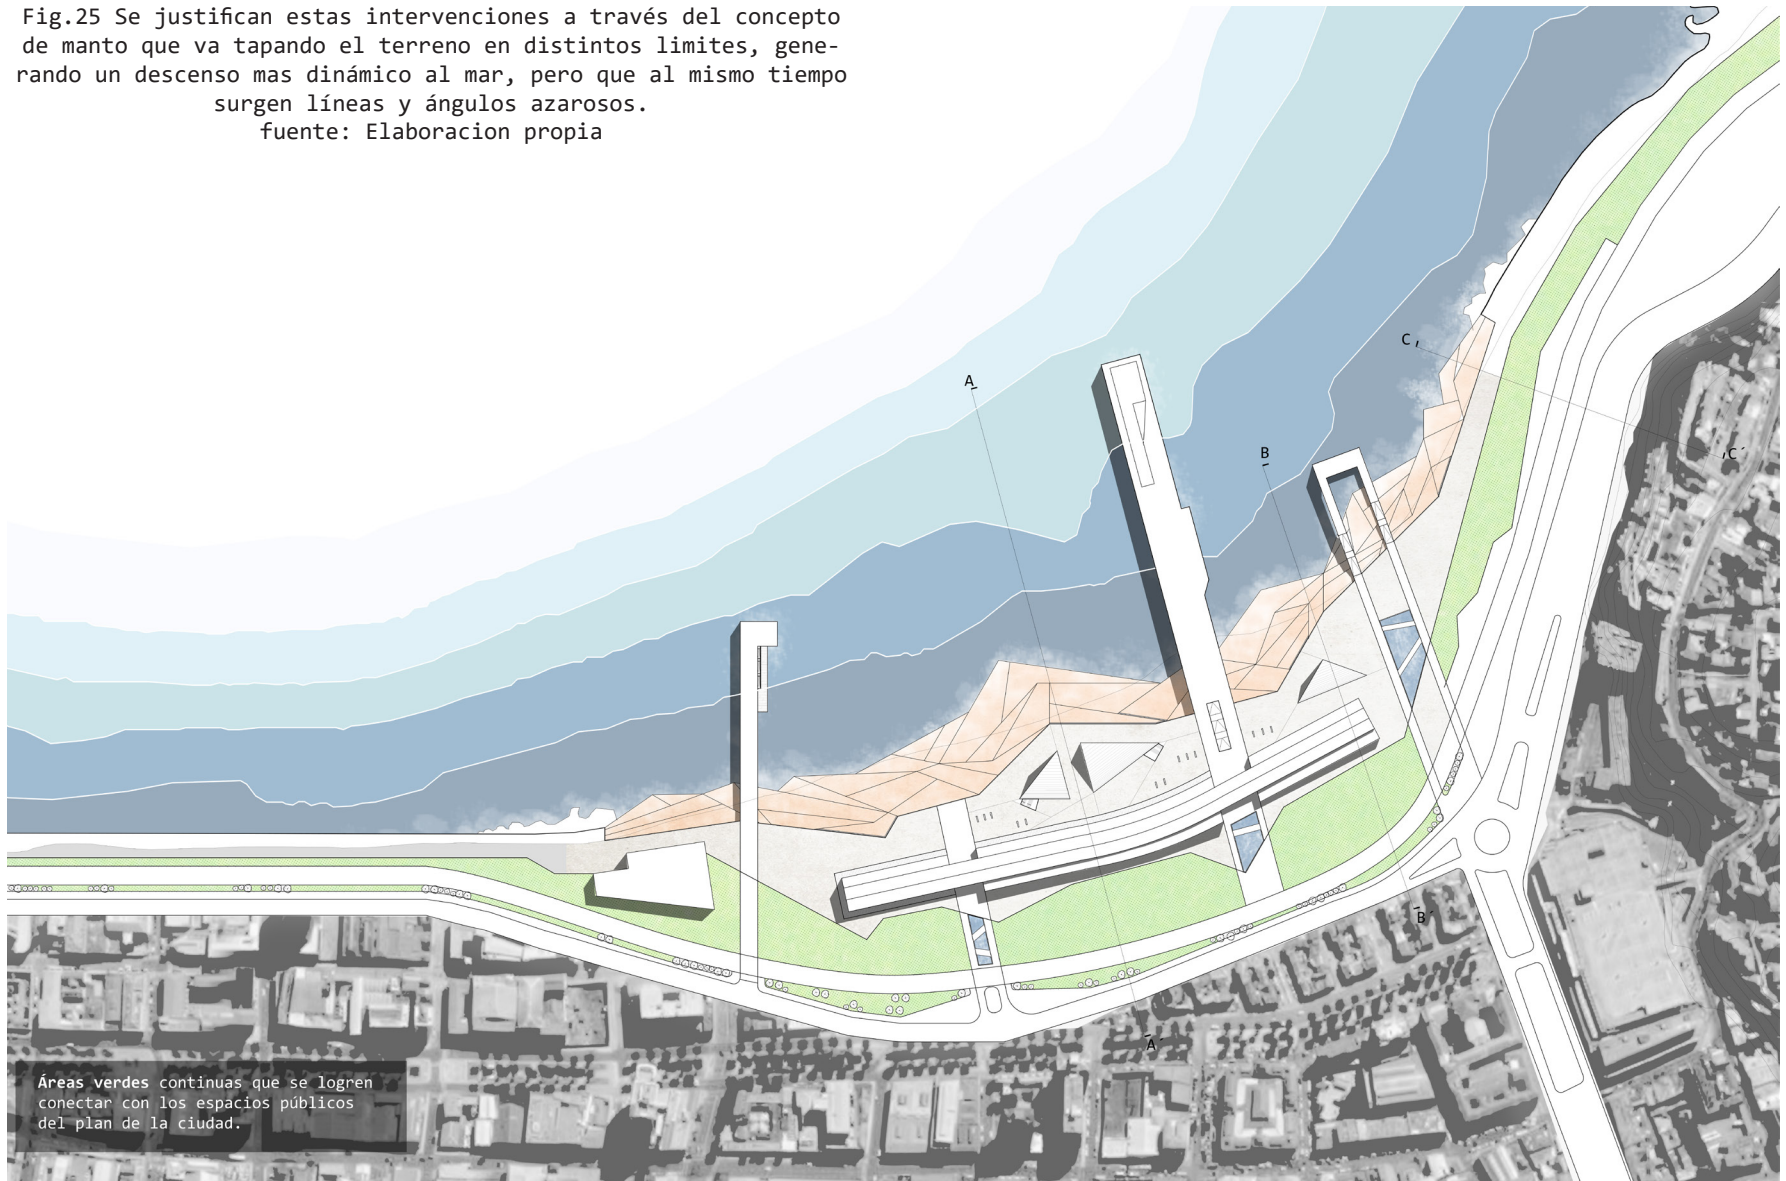 Fig.25 Se justifican estas intervenciones a través del concepto
de manto que va tapando el terreno en distintos limites, gene-
rando un descenso mas dinámico al mar, pero que al mismo tiempo
surgen líneas y ángulos azarosos.
fuente: Elaboracion propia
C
A
B
C´
B´
A´
Áreas verdes continuas que se logren
conectar con los espacios públicos
del plan de la ciudad.